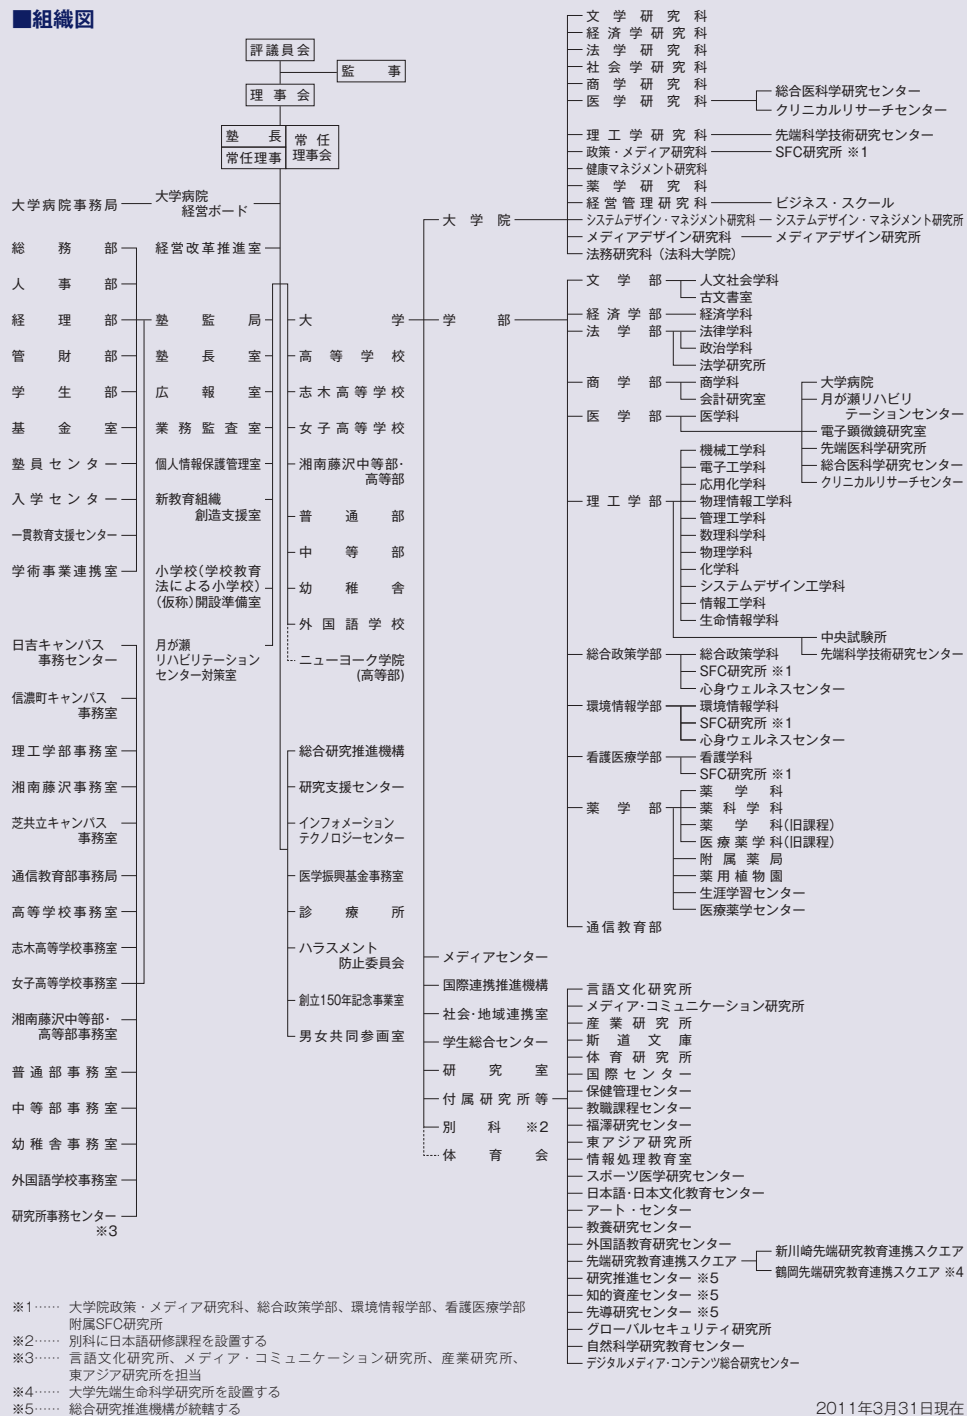 ■組織図
評議員会
監事
理事会
塾長
常任理事
常任
理事会
大学病院事務局
大学病院
経営ボード
総務部
人事部
経理部
管財部
学生部
基金室
塾員センター
入学センター
一貫教育支援センター
学術事業連携室
日吉キャンパス
事務センター
信濃町キャンパス
事務室
理工学部事務室
湘南藤沢事務室
芝共立キャンパス
事務室
通信教育部事務局
高等学校事務室
志木高等学校事務室
女子高等学校事務室
湘南藤沢中等部・
高等部事務室
普通部事務室
中等部事務室
幼稚舎事務室
外国語学校事務室
研究所事務センター
※3
経営改革推進室
塾監局
塾長室
広報室
業務監査室
個人情報保護管理室
新教育組織
創造支援室
小学校(学校教育
法による小学校)
(仮称)開設準備室
月が瀬
リハビリテーション
センター対策室
大学
高等学校
志木高等学校
女子高等学校
湘南藤沢中等部・
高等部
普通部
中等部
幼稚舎
外国語学校
ニューヨーク学院
(高等部)
総合研究推進機構
研究支援センター
インフォメーション
テクノロジーセンター
医学振興基金事務室
診療所
ハラスメント
防止委員会
創立150年記念事業室
男女共同参画室
大学院
学部
メディアセンター
国際連携推進機構
社会・地域連携室
学生総合センター
研究室
付属研究所等
別科 ※2
体育会
文学研究科
経済学研究科
法学研究科
社会学研究科
商学研究科
医学研究科
総合医科学研究センター
クリニカルリサーチセンター
理工学研究科
先端科学技術研究センター
政策・メディア研究科
SFC研究所 ※1
健康マネジメント研究科
薬学研究科
経営管理研究科
ビジネス・スクール
システムデザイン・マネジメント研究科
システムデザイン・マネジメント研究所
メディアデザイン研究科
メディアデザイン研究所
法務研究科（法科大学院）
文学部
人文社会学科
古文書室
経済学部
経済学科
法学部
法律学科
政治学科
法学研究所
商学部
商学科
会計研究室
医学部
医学科
大学病院
月が瀬リハビリ
テーションセンター
電子顕微鏡研究室
先端医科学研究所
総合医科学研究センター
クリニカルリサーチセンター
理工学部
機械工学科
電子工学科
応用化学科
物理情報工学科
管理工学科
数理科学科
物理学科
化学科
システムデザイン工学科
情報工学科
生命情報学科
中央試験所
先端科学技術研究センター
総合政策学部
総合政策学科
SFC研究所 ※1
心身ウェルネスセンター
環境情報学部
環境情報学科
SFC研究所 ※1
心身ウェルネスセンター
看護医療学部
看護学科
SFC研究所 ※1
薬学部
薬学科
薬科学科
薬学科(旧課程)
医療薬学科(旧課程)
附属薬局
薬用植物園
生涯学習センター
医療薬学センター
通信教育部
言語文化研究所
メディア・コミュニケーション研究所
産業研究所
斯道文庫
体育研究所
国際センター
保健管理センター
教職課程センター
福澤研究センター
東アジア研究所
情報処理教育室
スポーツ医学研究センター
日本語・日本文化教育センター
アート・センター
教養研究センター
外国語教育研究センター
先端研究教育連携スクエア
新川崎先端研究教育連携スクエア
鶴岡先端研究教育連携スクエア ※4
研究推進センター ※5
知的資産センター ※5
先導研究センター ※5
グローバルセキュリティ研究所
自然科学研究教育センター
デジタルメディア・コンテンツ総合研究センター
※1…… 大学院政策・メディア研究科、総合政策学部、環境情報学部、看護医療学部
附属SFC研究所
※2…… 別科に日本語研修課程を設置する
※3…… 言語文化研究所、メディア・コミュニケーション研究所、産業研究所、
東アジア研究所を担当
※4…… 大学先端生命科学研究所を設置する
※5…… 総合研究推進機構が統轄する
2011年3月31日現在